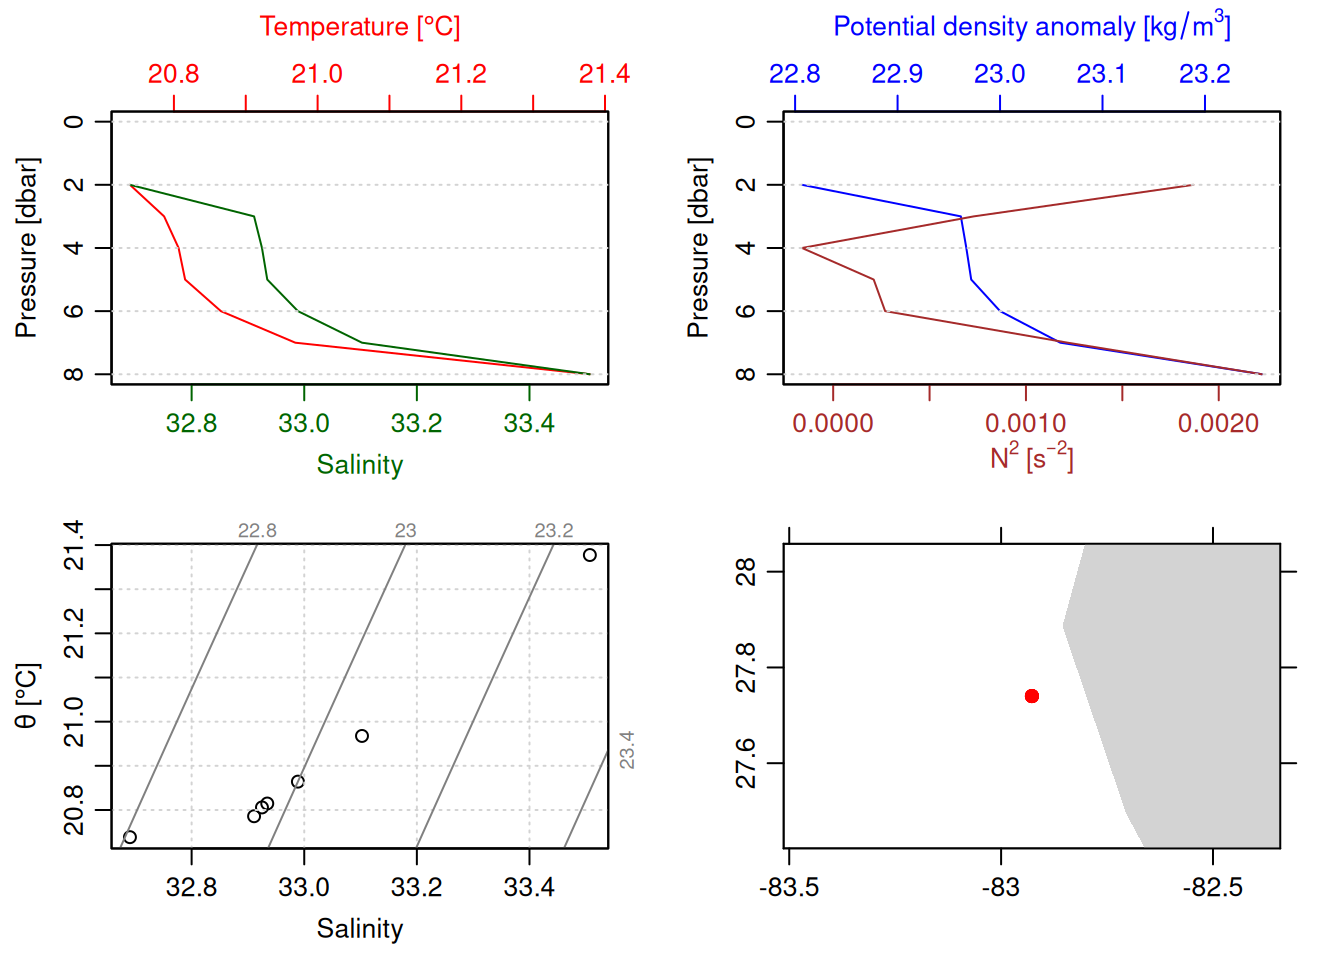 Temperature [°C]
20.8 21.0 21.2 21.4
Pressure [dbar]
0
2
4
6
8
32.8 33.0 33.2 33.4
Salinity
Potential density anomaly [kg/m³]
22.8 22.9 23.0 23.1 23.2
Pressure [dbar]
0
2
4
6
8
0.0000 0.0010 0.0020
N² [s⁻²]
22.8 23 23.2
23.4
θ [°C]
21.4
21.2
21.0
20.8
32.8 33.0 33.2 33.4
Salinity
28
27.8
27.6
-83.5 -83 -82.5